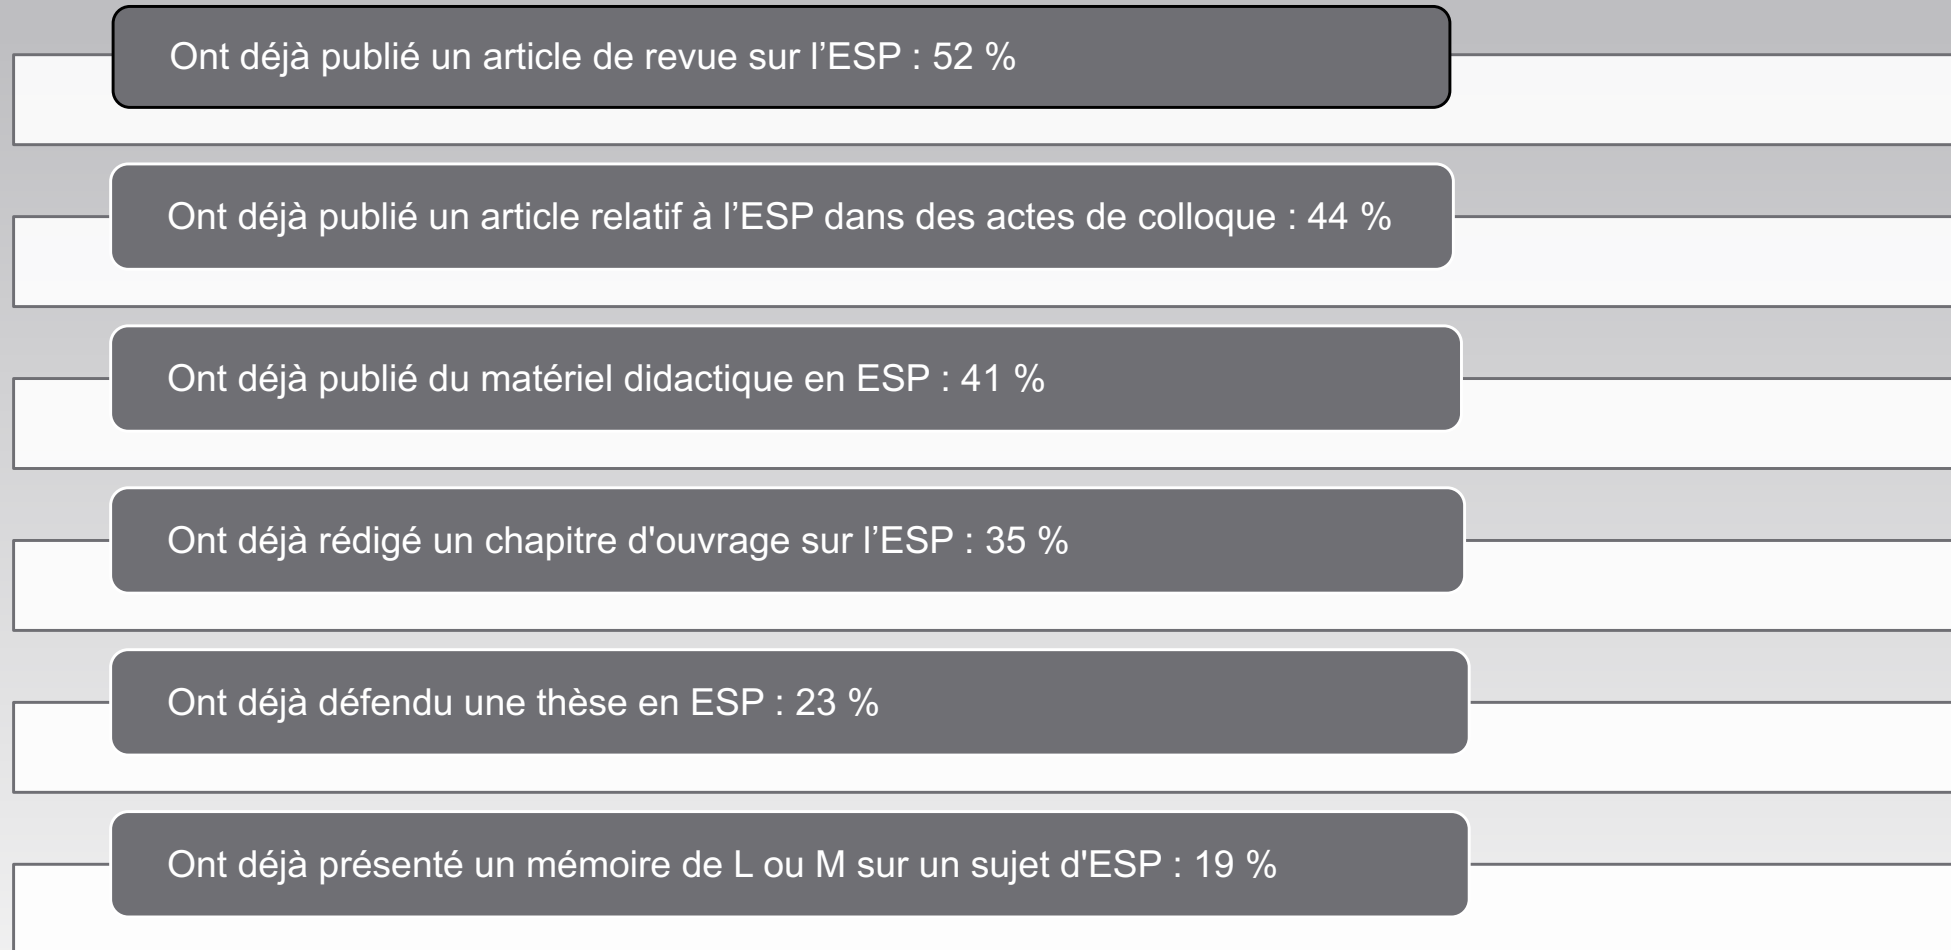 Ont déjà publié un article de revue sur l’ESP : 52 %
Ont déjà publié un article relatif à l’ESP dans des actes de colloque : 44 %
Ont déjà publié du matériel didactique en ESP : 41 %
Ont déjà rédigé un chapitre d'ouvrage sur l’ESP : 35 %
Ont déjà défendu une thèse en ESP : 23 %
Ont déjà présenté un mémoire de L ou M sur un sujet d'ESP : 19 %